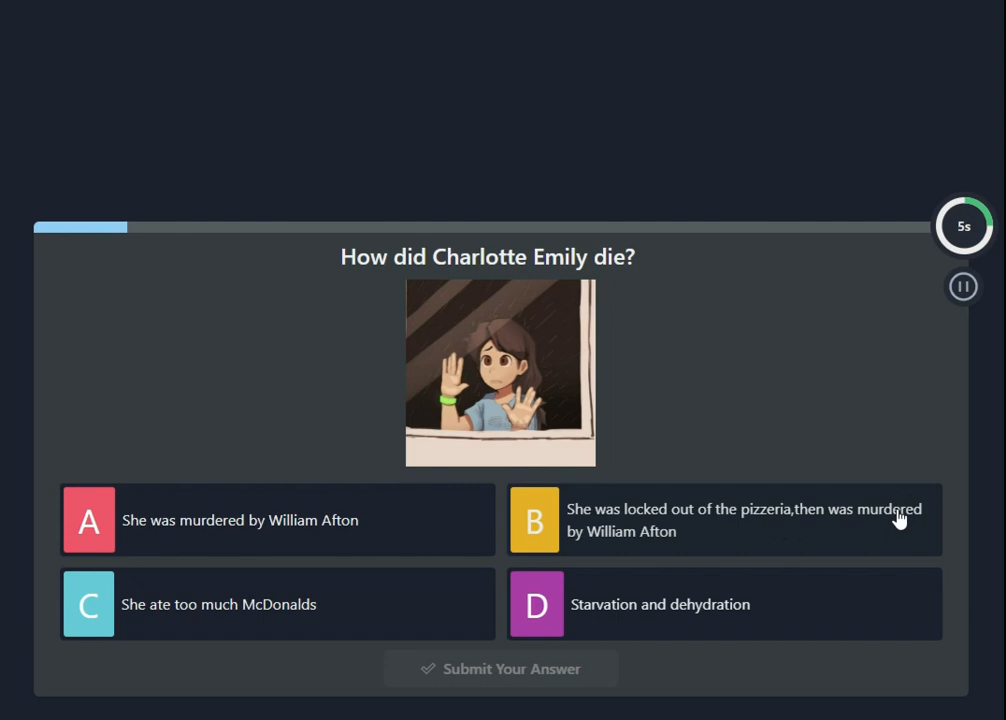 5s
How did Charlotte Emily die?
A
She was murdered by William Afton
B
She was locked out of the pizzeria,then was murdered
by William Afton
C
She ate too much McDonalds
D
Starvation and dehydration
Submit Your Answer